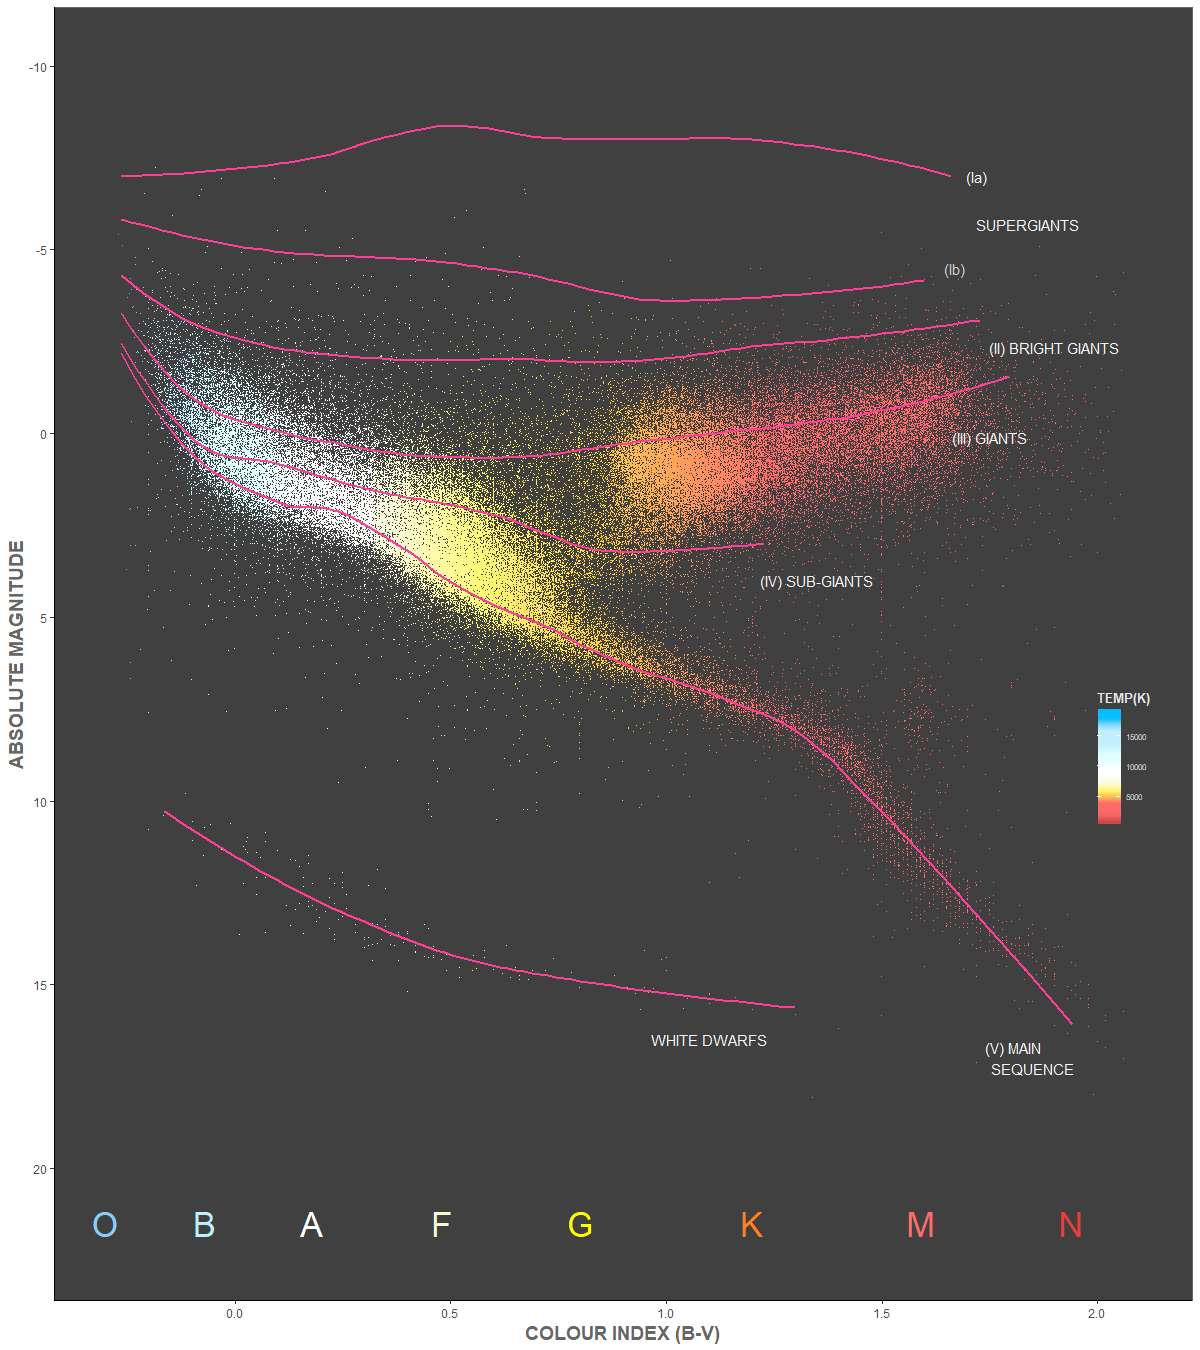 -10
(Ia)
SUPERGIANTS
-5
(Ib)
(II) BRIGHT GIANTS
0
(III) GIANTS
(IV) SUB-GIANTS
5
ABSOLUTE MAGNITUDE
TEMP(K)
15000
10000
5000
10
15
WHITE DWARFS
(V) MAIN
SEQUENCE
20
O B A F G K M N
0.0 0.5 1.0 1.5 2.0
COLOUR INDEX (B-V)